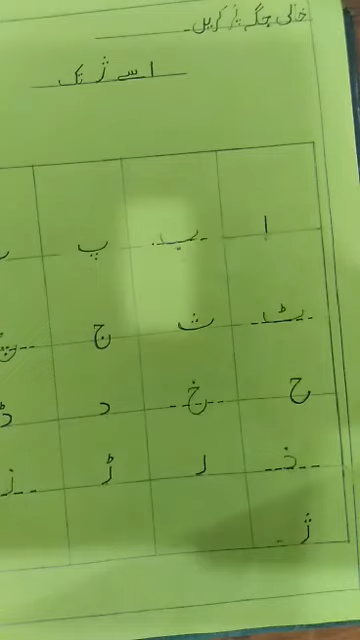 خالی جگہ پُر کریں۔
ا سے ژ تک
ا ب پ
ٹ ث ج چ
ح خ د ڈ
ذ ر ڑ ز
ژ